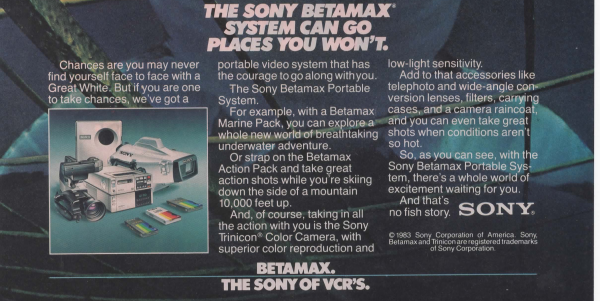 THE SONY BETAMAX®
SYSTEM CAN GO
PLACES YOU WON'T.
Chances are you may never
find yourself face to face with a
Great White. But if you are one
to take chances, we've got a
portable video system that has
the courage to go along with you.
The Sony Betamax Portable
System.
For example, with a Betamax
Marine Pack, you can explore a
whole new world of breathtaking
underwater adventure.
Or strap on the Betamax
Action Pack and take great
action shots while you're skiing
down the side of a mountain
10,000 feet up.
And, of course, taking in all
the action with you is the Sony
Trinicon® Color Camera, with
superior color reproduction and
low-light sensitivity.
Add to that accessories like
telephoto and wide-angle con-
version lenses, filters, carrying
cases, and a camera raincoat,
and you can even take great
shots when conditions aren't
so hot.
So, as you can see, with the
Sony Betamax Portable Sys-
tem, there's a whole world of
excitement waiting for you.
And that's
no fish story. SONY®
© 1983 Sony Corporation of America. Sony,
Betamax and Trinicon are registered trademarks
of Sony Corporation.
BETAMAX.
THE SONY OF VCR'S.
SONY